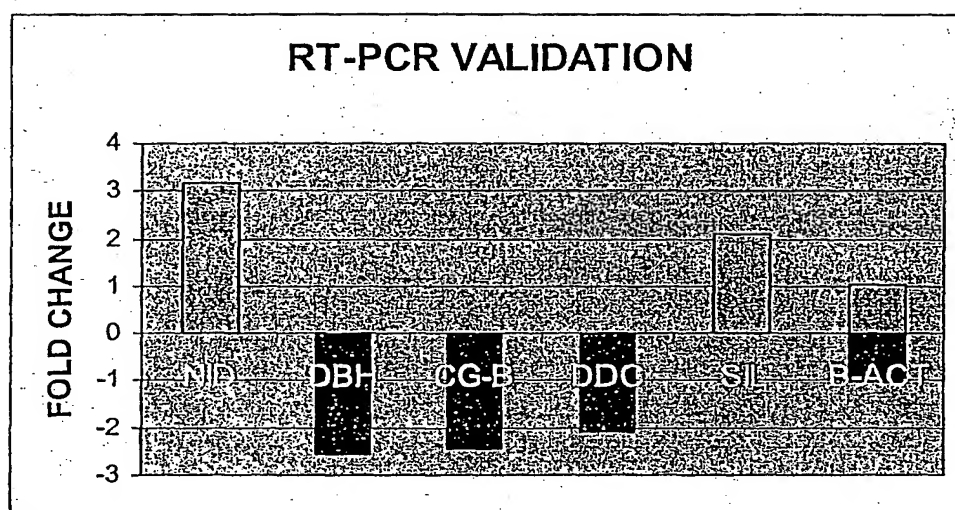 RT-PCR VALIDATION
FOLD CHANGE
4
3
2
1
0
-1
-2
-3
NID DBH CG-B DDC SIL B-ACT